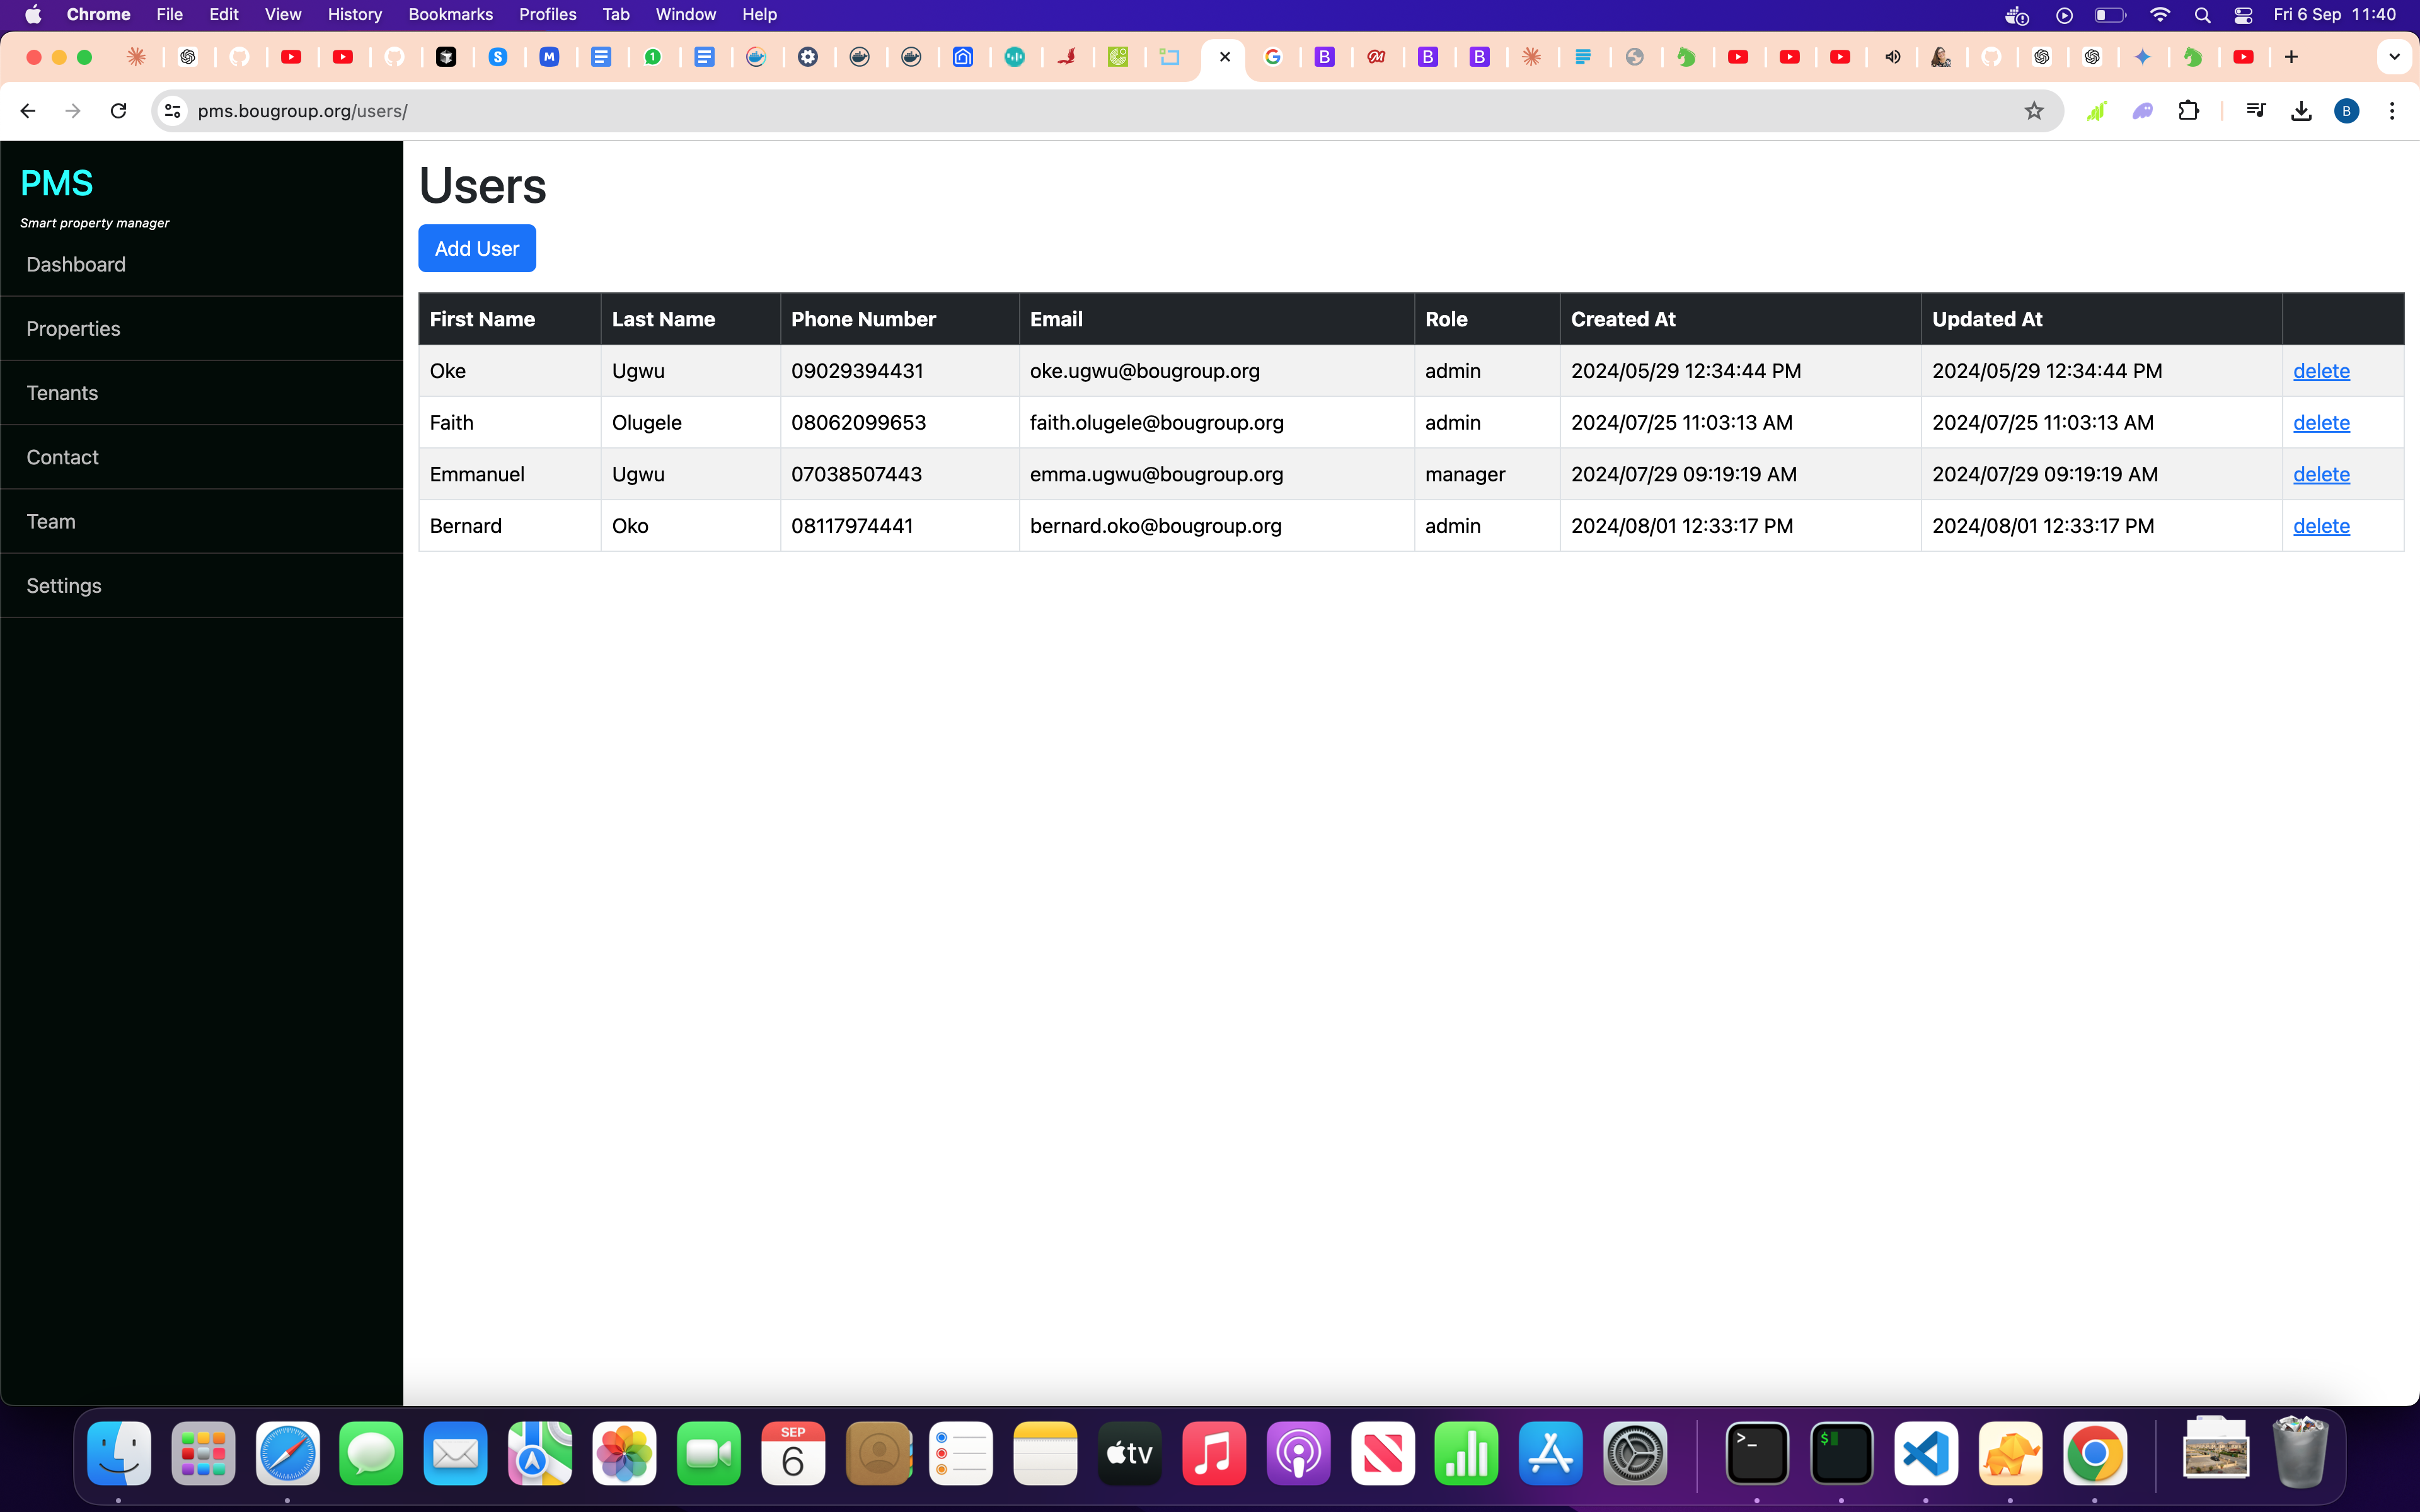 Chrome File Edit View History Bookmarks Profiles Tab Window Help Fri 6 Sep 11:40
pms.bougroup.org/users/
B
PMS
Smart property manager
Dashboard
Properties
Tenants
Contact
Team
Settings
Users
Add User
First Name Last Name Phone Number Email Role Created At Updated At
Oke Ugwu 09029394431 oke.ugwu@bougroup.org admin 2024/05/29 12:34:44 PM 2024/05/29 12:34:44 PM delete
Faith Olugele 08062099653 faith.olugele@bougroup.org admin 2024/07/25 11:03:13 AM 2024/07/25 11:03:13 AM delete
Emmanuel Ugwu 07038507443 emma.ugwu@bougroup.org manager 2024/07/29 09:19:19 AM 2024/07/29 09:19:19 AM delete
Bernard Oko 08117974441 bernard.oko@bougroup.org admin 2024/08/01 12:33:17 PM 2024/08/01 12:33:17 PM delete
SEP
6
tv